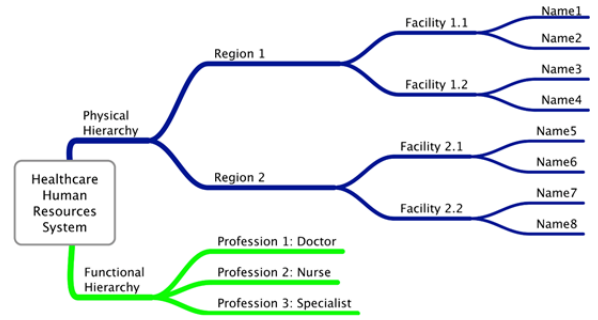 Healthcare
Human
Resources
System
Physical
Hierarchy
Region 1
Facility 1.1
Name1
Name2
Facility 1.2
Name3
Name4
Region 2
Facility 2.1
Name5
Name6
Facility 2.2
Name7
Name8
Functional
Hierarchy
Profession 1: Doctor
Profession 2: Nurse
Profession 3: Specialist